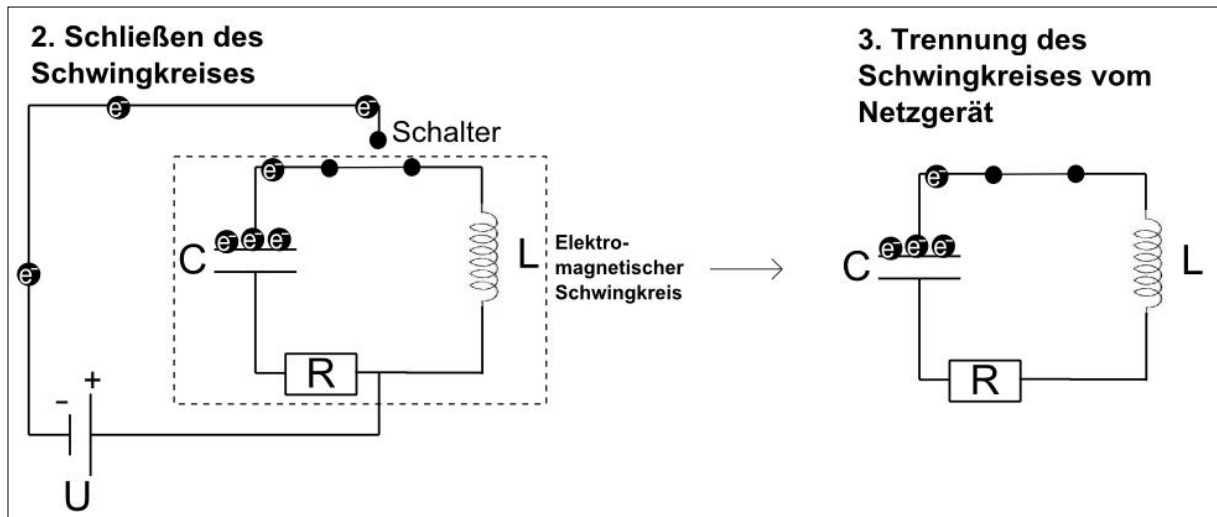 2. Schließen des
Schwingkreises
e⁻
e⁻
Schalter
e⁻
e⁻ e⁻ e⁻
C
L
Elektro-
magnetischer
Schwingkreis
e⁻
R
+
-
U
3. Trennung des
Schwingkreises vom
Netzgerät
e⁻
e⁻ e⁻ e⁻
C
L
R